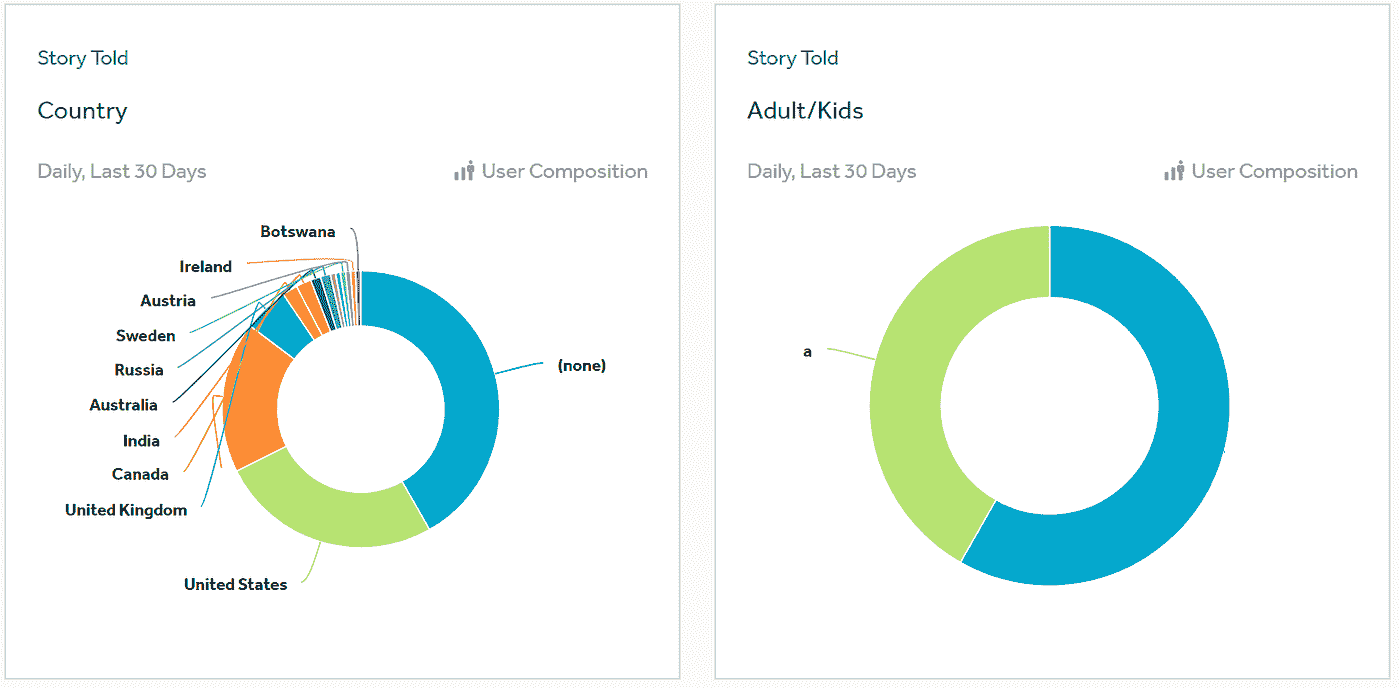 Story Told
Country
Daily, Last 30 Days
User Composition
Botswana
Ireland
Austria
Sweden
Russia
Australia
India
Canada
United Kingdom
United States
(none)
Story Told
Adult/Kids
Daily, Last 30 Days
User Composition
a